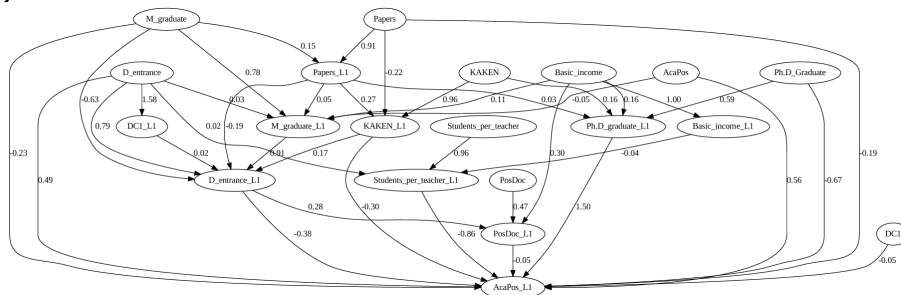 M_graduate Papers
0.15 0.91
D_entrance Papers_L1 KAKEN Basic_income AcaPos Ph.D_Graduate
0.78 -0.22
-0.63 1.58 0.03 0.05 0.27 0.96 0.11 0.03 -0.05 0.16 0.16 1.00 0.59
DC1_L1 M_graduate_L1 KAKEN_L1 Students_per_teacher Ph.D_graduate_L1 Basic_income_L1
0.79 0.02 -0.19
-0.23 0.02 0.91 0.17 0.96 0.30 -0.04 -0.19
D_entrance_L1 Students_per_teacher_L1 PosDoc
0.49 0.28 -0.30 0.47 1.50 0.56 -0.67
-0.38 -0.86 PosDoc_L1 DC1
-0.05 -0.05
AcaPos_L1